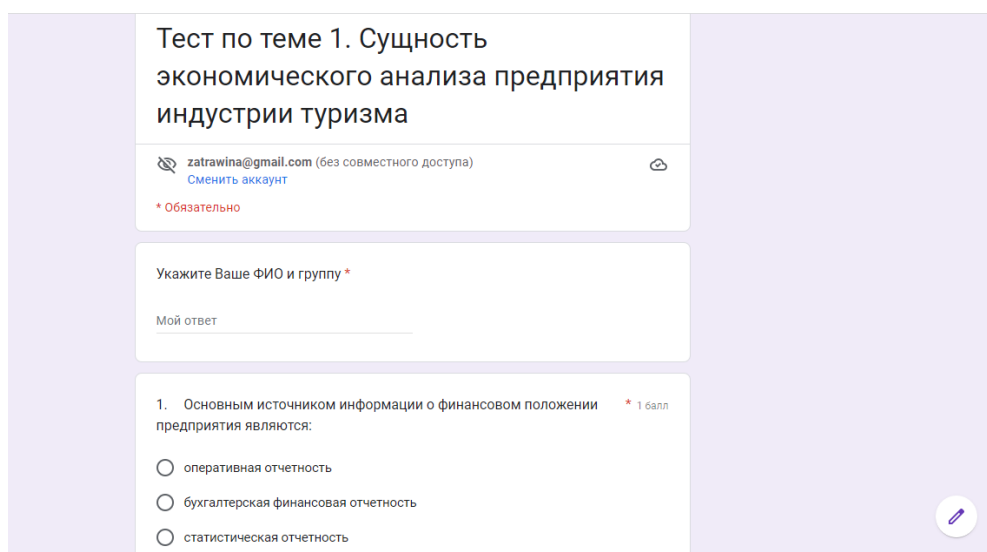 Тест по теме 1. Сущность
экономического анализа предприятия
индустрии туризма
zatrawina@gmail.com (без совместного доступа)
Сменить аккаунт
* Обязательно
Укажите Ваше ФИО и группу *
Мой ответ
1. Основным источником информации о финансовом положении * 1 балл
предприятия являются:
оперативная отчетность
бухгалтерская финансовая отчетность
статистическая отчетность